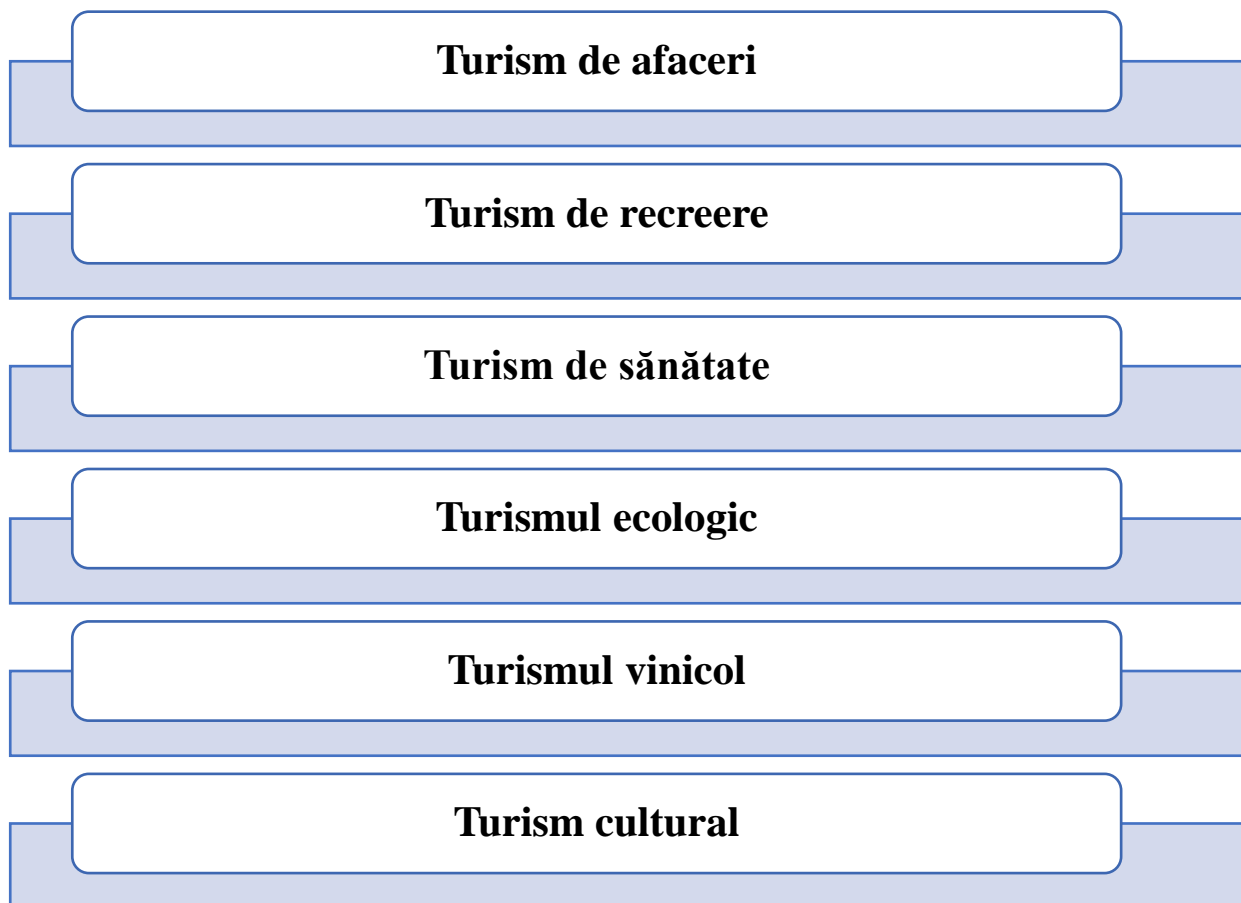 Turism de afaceri
Turism de recreere
Turism de sănătate
Turismul ecologic
Turismul vinicol
Turism cultural